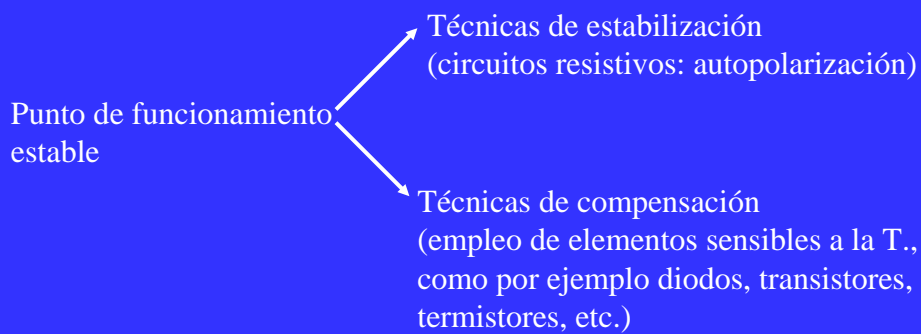 Técnicas de estabilización
(circuitos resistivos: autopolarización)
Punto de funcionamiento
estable
Técnicas de compensación
(empleo de elementos sensibles a la T.,
como por ejemplo diodos, transistores,
termistores, etc.)